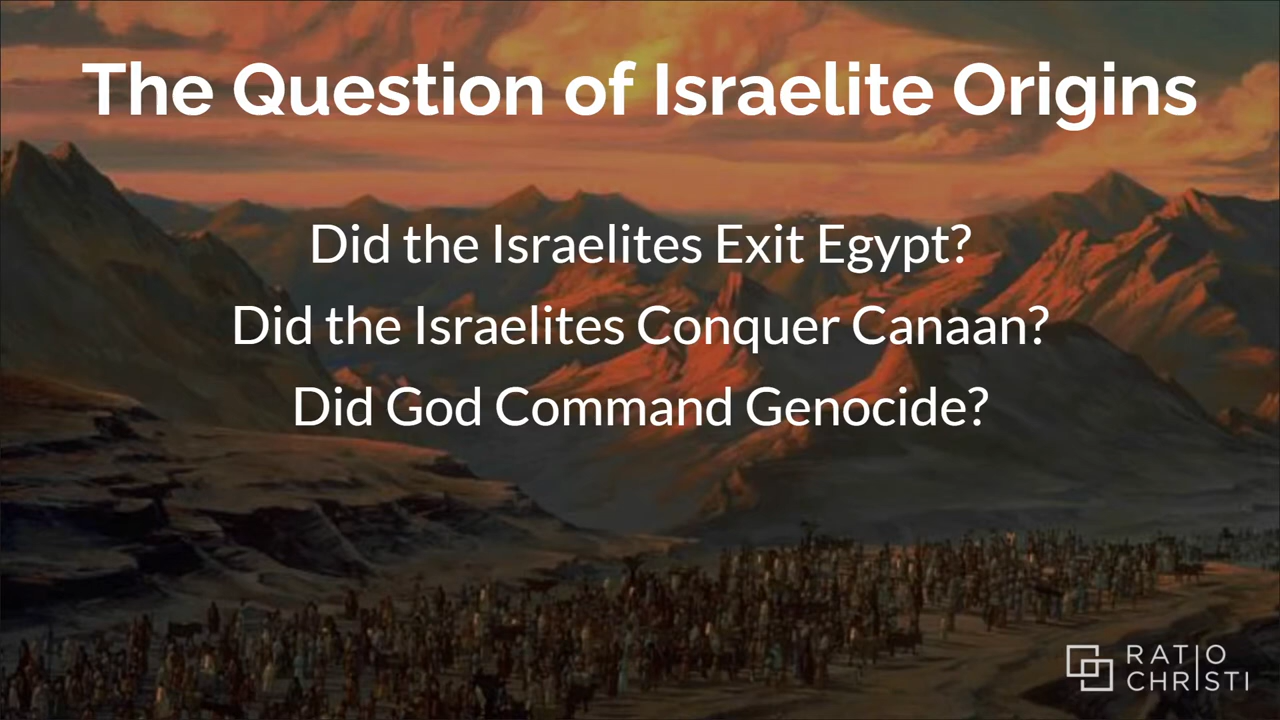 The Question of Israelite Origins
Did the Israelites Exit Egypt?
Did the Israelites Conquer Canaan?
Did God Command Genocide?
RATIO
CHRISTI